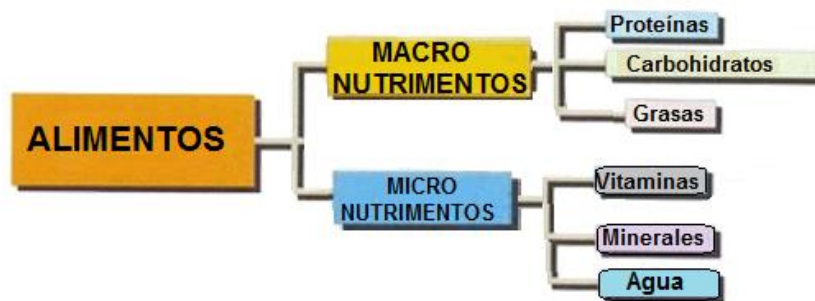 ALIMENTOS
MACRO
NUTRIMENTOS
Proteínas
Carbohidratos
Grasas
MICRO
NUTRIMENTOS
Vitaminas
Minerales
Agua